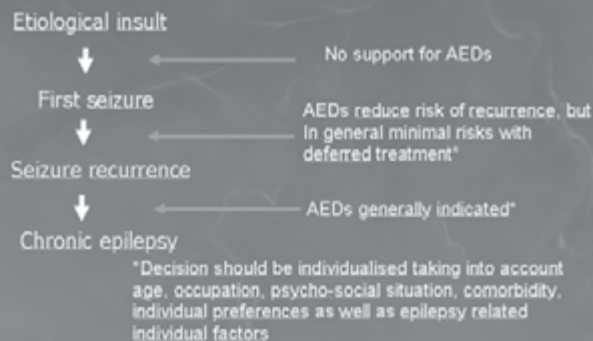 Etiological insult
No support for AEDs
First seizure
AEDs reduce risk of recurrence, but
In general minimal risks with
deferred treatment*
Seizure recurrence
AEDs generally indicated*
Chronic epilepsy
*Decision should be individualised taking into account
age, occupation, psycho-social situation, comorbidity,
individual preferences as well as epilepsy related
individual factors